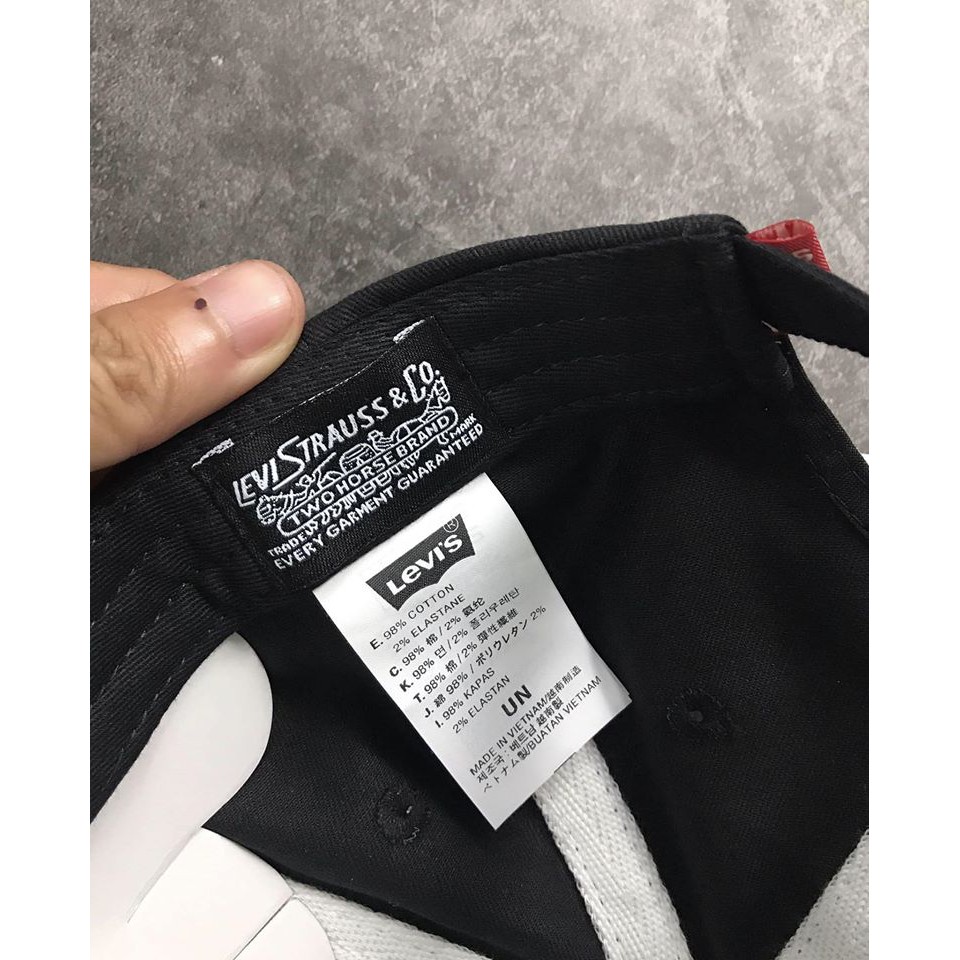 LEVI STRAUSS & CO.
TWO HORSE BRAND
TRADE MARK
EVERY GARMENT GUARANTEED
Levi's®
E. 98% COTTON
2% ELASTANE
C. 98% 棉/2% 氨纶
K. 98% 면/2% 폴리우레탄
T. 98% 棉/2% 彈性纖維
J. 綿 98% / ポリウレタン 2%
I. 98% KAPAS
2% ELASTAN
UN
MADE IN VIETNAM/越南制造
제조국: 베트남 越南製
ベトナム製/BUATAN VIETNAM